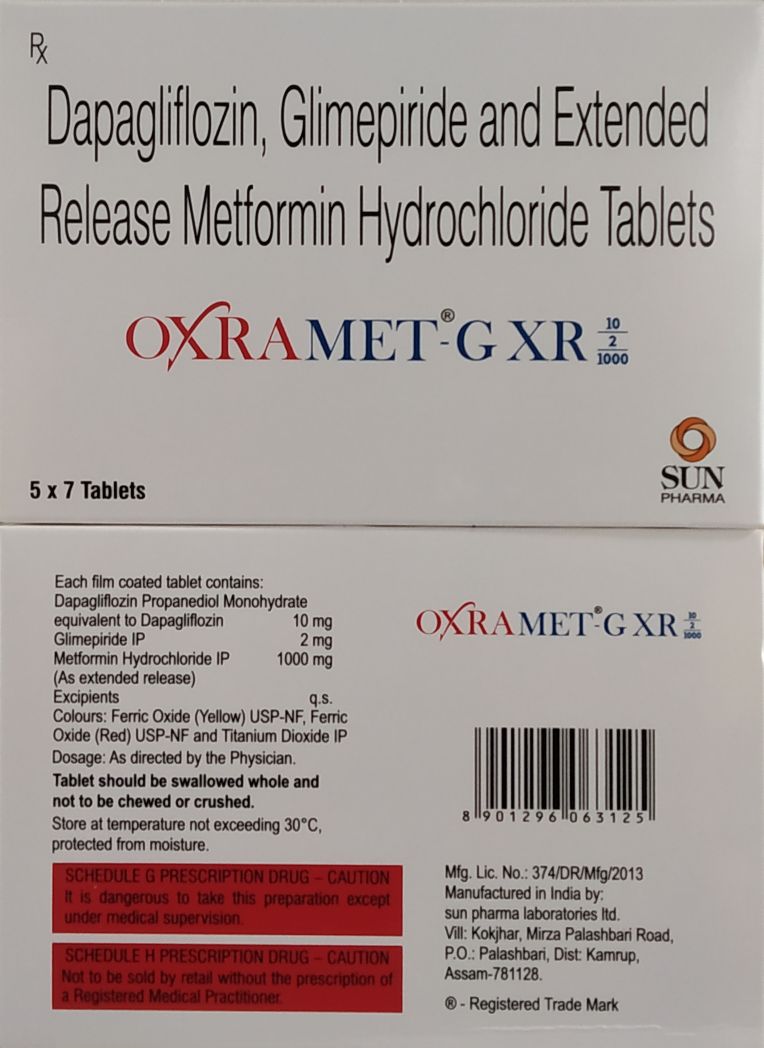 Rx
Dapagliflozin, Glimepiride and Extended
Release Metformin Hydrochloride Tablets
OXRAMET®-G XR 10/2/1000
5 x 7 Tablets
SUN
PHARMA
Each film coated tablet contains:
Dapagliflozin Propanediol Monohydrate
equivalent to Dapagliflozin 10 mg
Glimepiride IP 2 mg
Metformin Hydrochloride IP 1000 mg
(As extended release)
Excipients q.s.
Colours: Ferric Oxide (Yellow) USP-NF, Ferric
Oxide (Red) USP-NF and Titanium Dioxide IP
Dosage: As directed by the Physician.
Tablet should be swallowed whole and
not to be chewed or crushed.
Store at temperature not exceeding 30°C,
protected from moisture.
SCHEDULE G PRESCRIPTION DRUG – CAUTION
It is dangerous to take this preparation except
under medical supervision.
SCHEDULE H PRESCRIPTION DRUG – CAUTION
Not to be sold by retail without the prescription of
a Registered Medical Practitioner.
OXRAMET®-G XR 10/2/1000
8 901296 063125
Mfg. Lic. No.: 374/DR/Mfg/2013
Manufactured in India by:
sun pharma laboratories ltd.
Vill: Kokjhar, Mirza Palashbari Road,
P.O.: Palashbari, Dist: Kamrup,
Assam-781128.
® - Registered Trade Mark